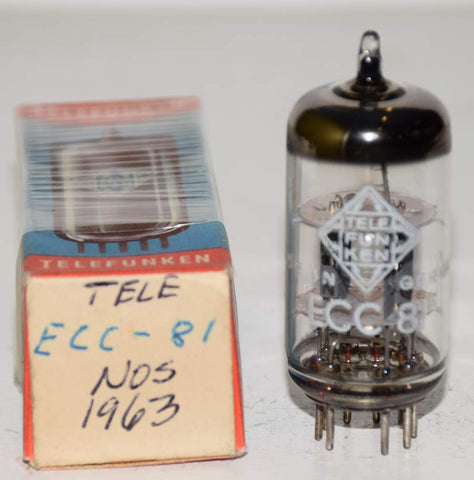 TELEFUNKEN
TELE
ECC-81
NOS
1963
TELE
FUN
KEN
ECC 81